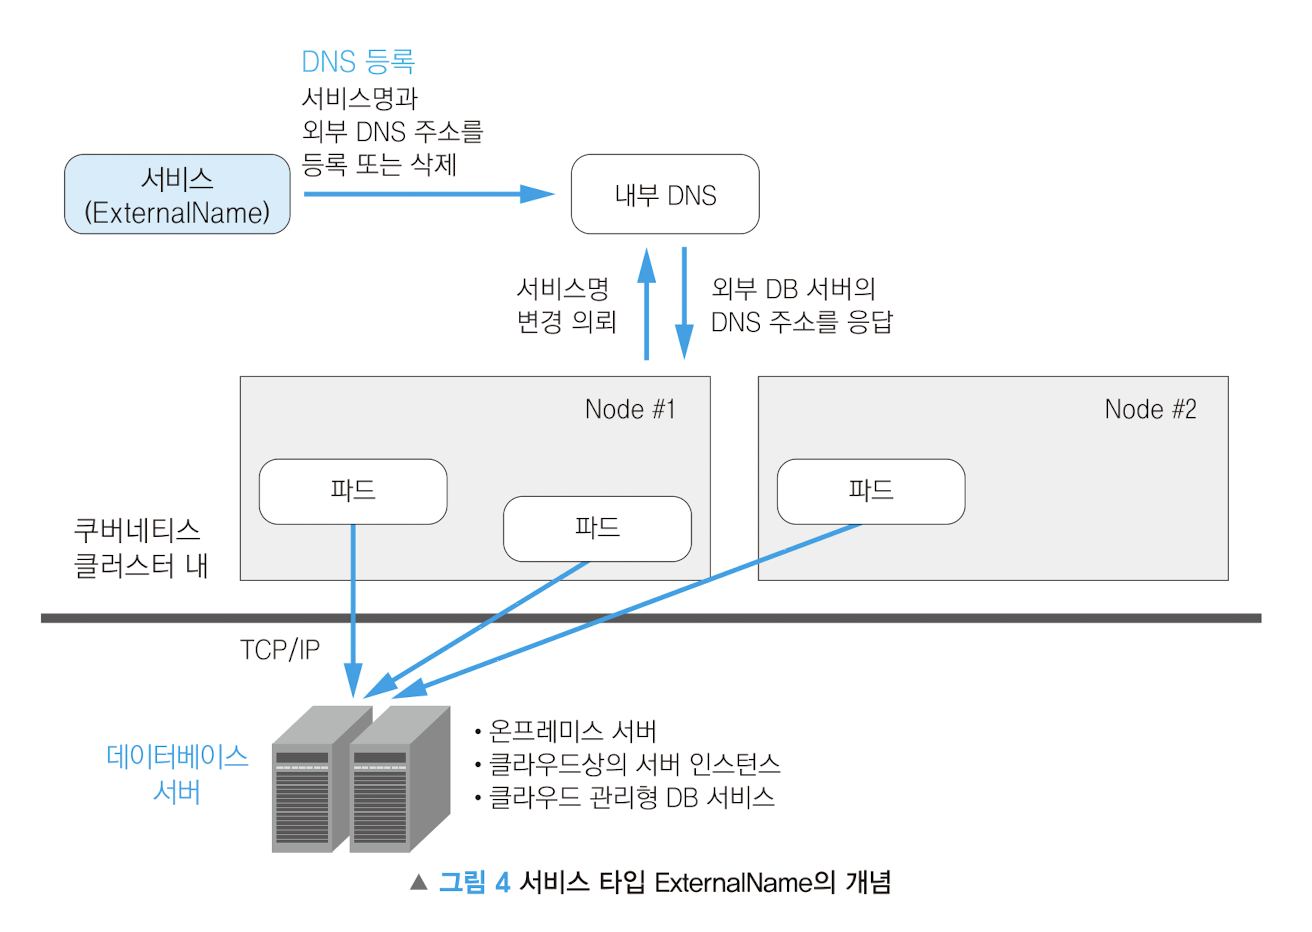 DNS 등록
서비스명과
외부 DNS 주소를
등록 또는 삭제
서비스
(ExternalName)
내부 DNS
서비스명
변경 의뢰
외부 DB 서버의
DNS 주소를 응답
Node #1
Node #2
파드
파드
파드
쿠버네티스
클러스터 내
TCP/IP
데이터베이스
서버
• 온프레미스 서버
• 클라우드상의 서버 인스턴스
• 클라우드 관리형 DB 서비스
▲ 그림 4 서비스 타입 ExternalName의 개념